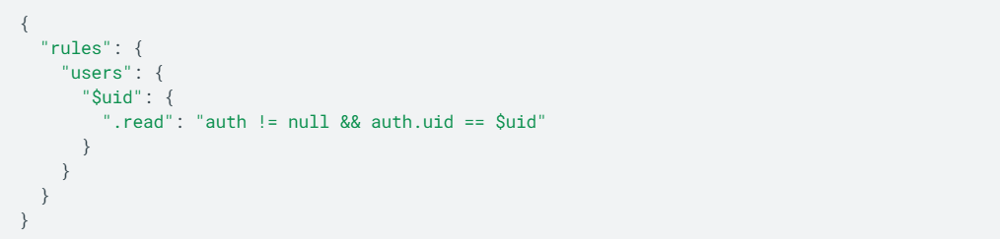 {
  "rules": {
    "users": {
      "$uid": {
        ".read": "auth != null && auth.uid == $uid"
      }
    }
  }
}